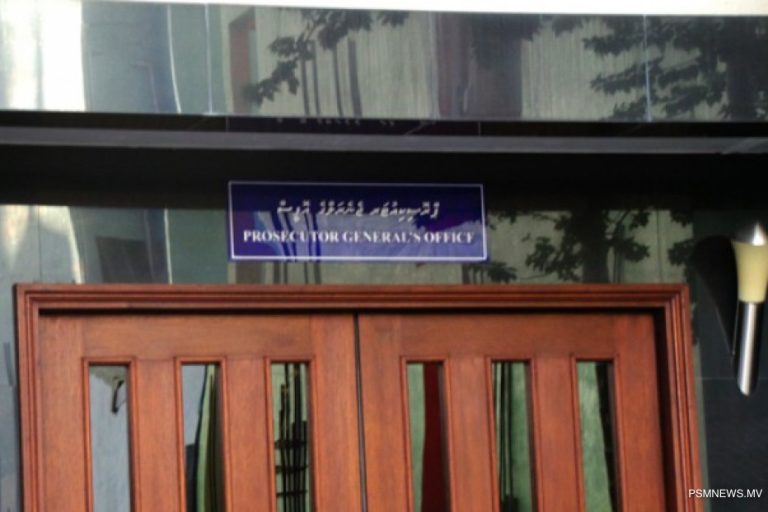 ޕްރޮސިކިއުޓަރ ޖެނެރަލްގެ އޮފީސް
PROSECUTOR GENERAL'S OFFICE
PSMNEWS.MV